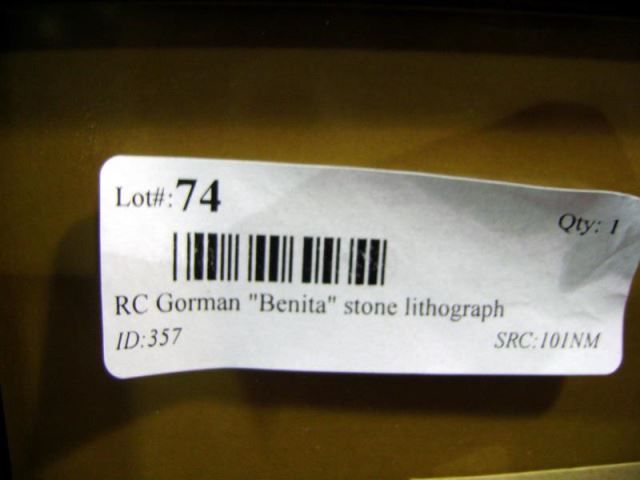 Lot#: 74
Qty: 1
RC Gorman "Benita" stone lithograph
ID:357
SRC:101NM